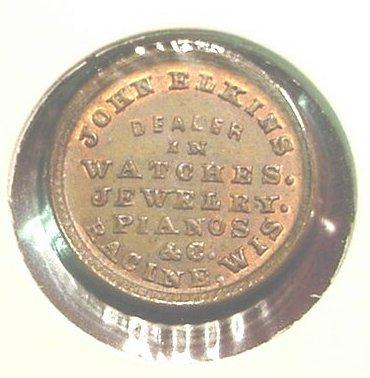 JOHN ELKINS.
DEALER
IN
WATCHES.
JEWELRY.
PIANOS
&C.
RACINE, WIS